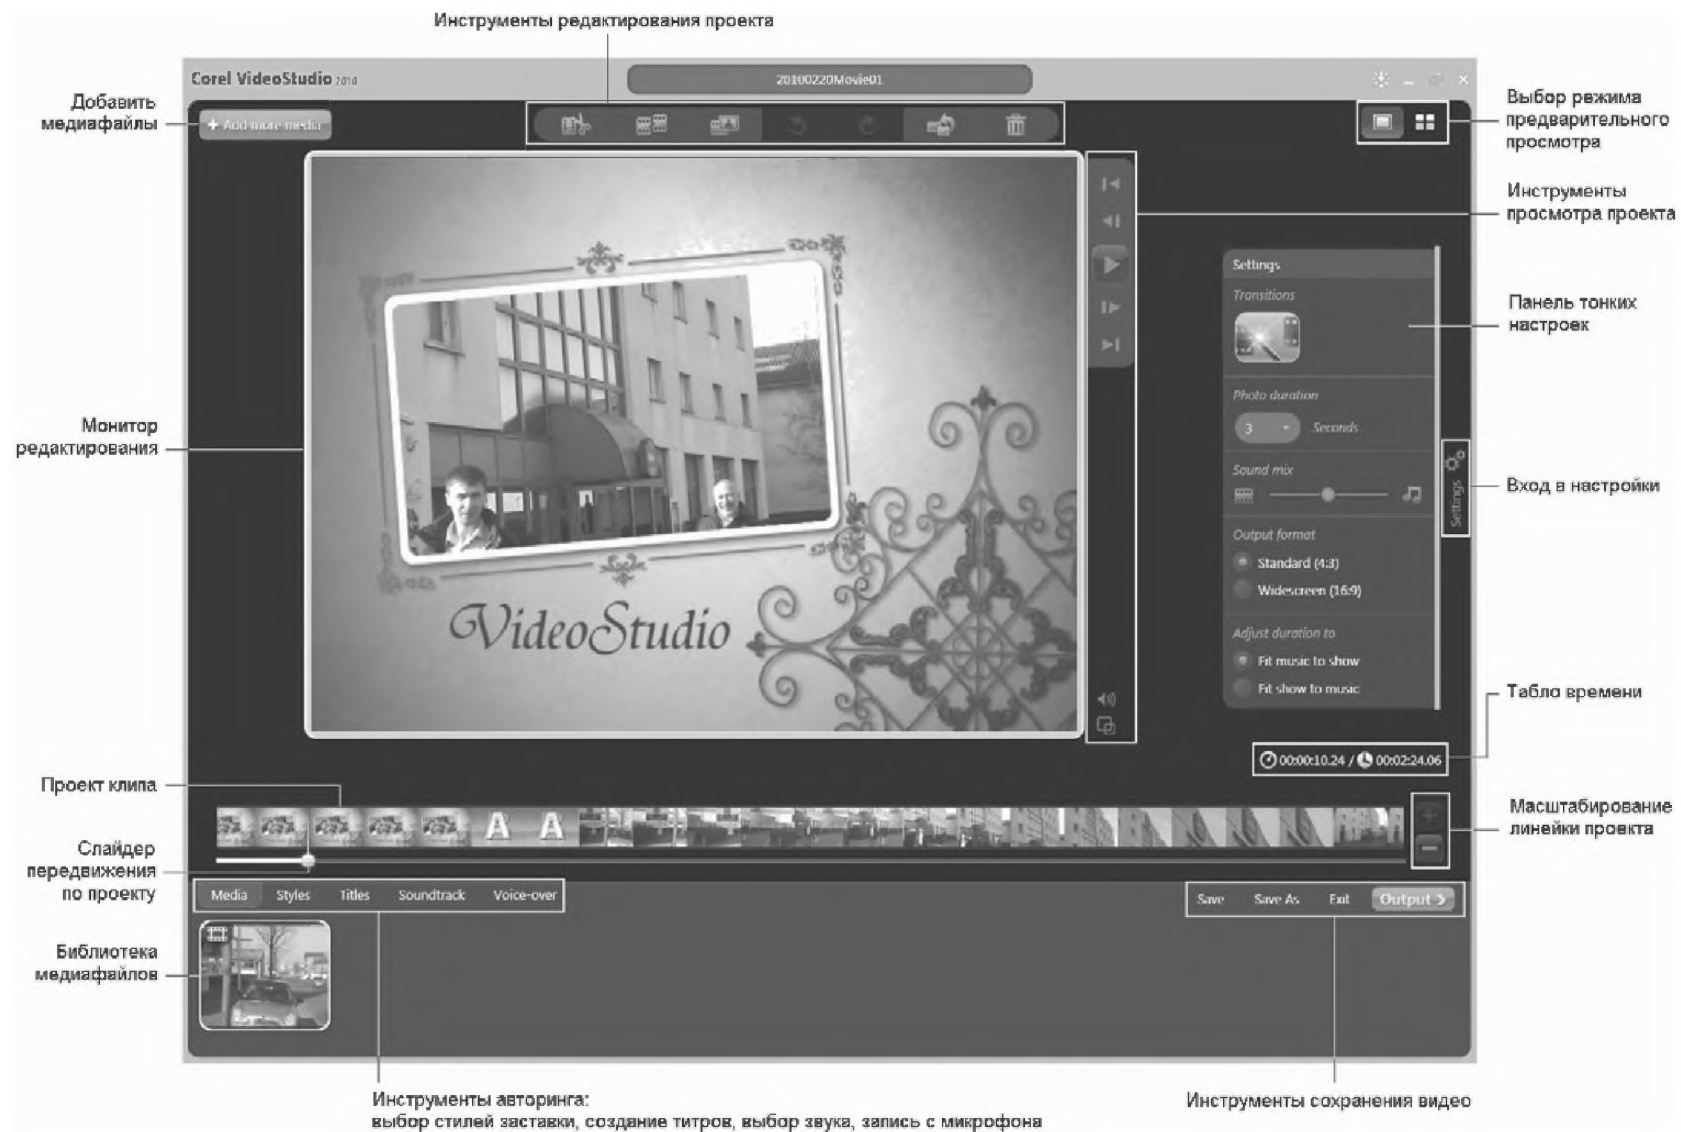 Инструменты редактирования проекта
Corel VideoStudio 2010
20100220Movie01
Добавить
медиафайлы
+ Add more media
Выбор режима
предварительного
просмотра
Инструменты
просмотра проекта
Settings
Transitions
Панель тонких
настроек
Photo duration
3 Seconds
Монитор
редактирования
Sound mix
Settings
Вход в настройки
Output format
Standard (4:3)
Widescreen (16:9)
VideoStudio
Adjust duration to
Fit music to show
Fit show to music
Табло времени
00:00:10.24 / 00:02:24.06
Проект клипа
A A
Масштабирование
линейки проекта
Слайдер
передвижения
по проекту
Media Styles Titles Soundtrack Voice-over
Save Save As Exit Output
Библиотека
медиафайлов
Инструменты авторинга:
выбор стилей заставки, создание титров, выбор звука, запись с микрофона
Инструменты сохранения видео